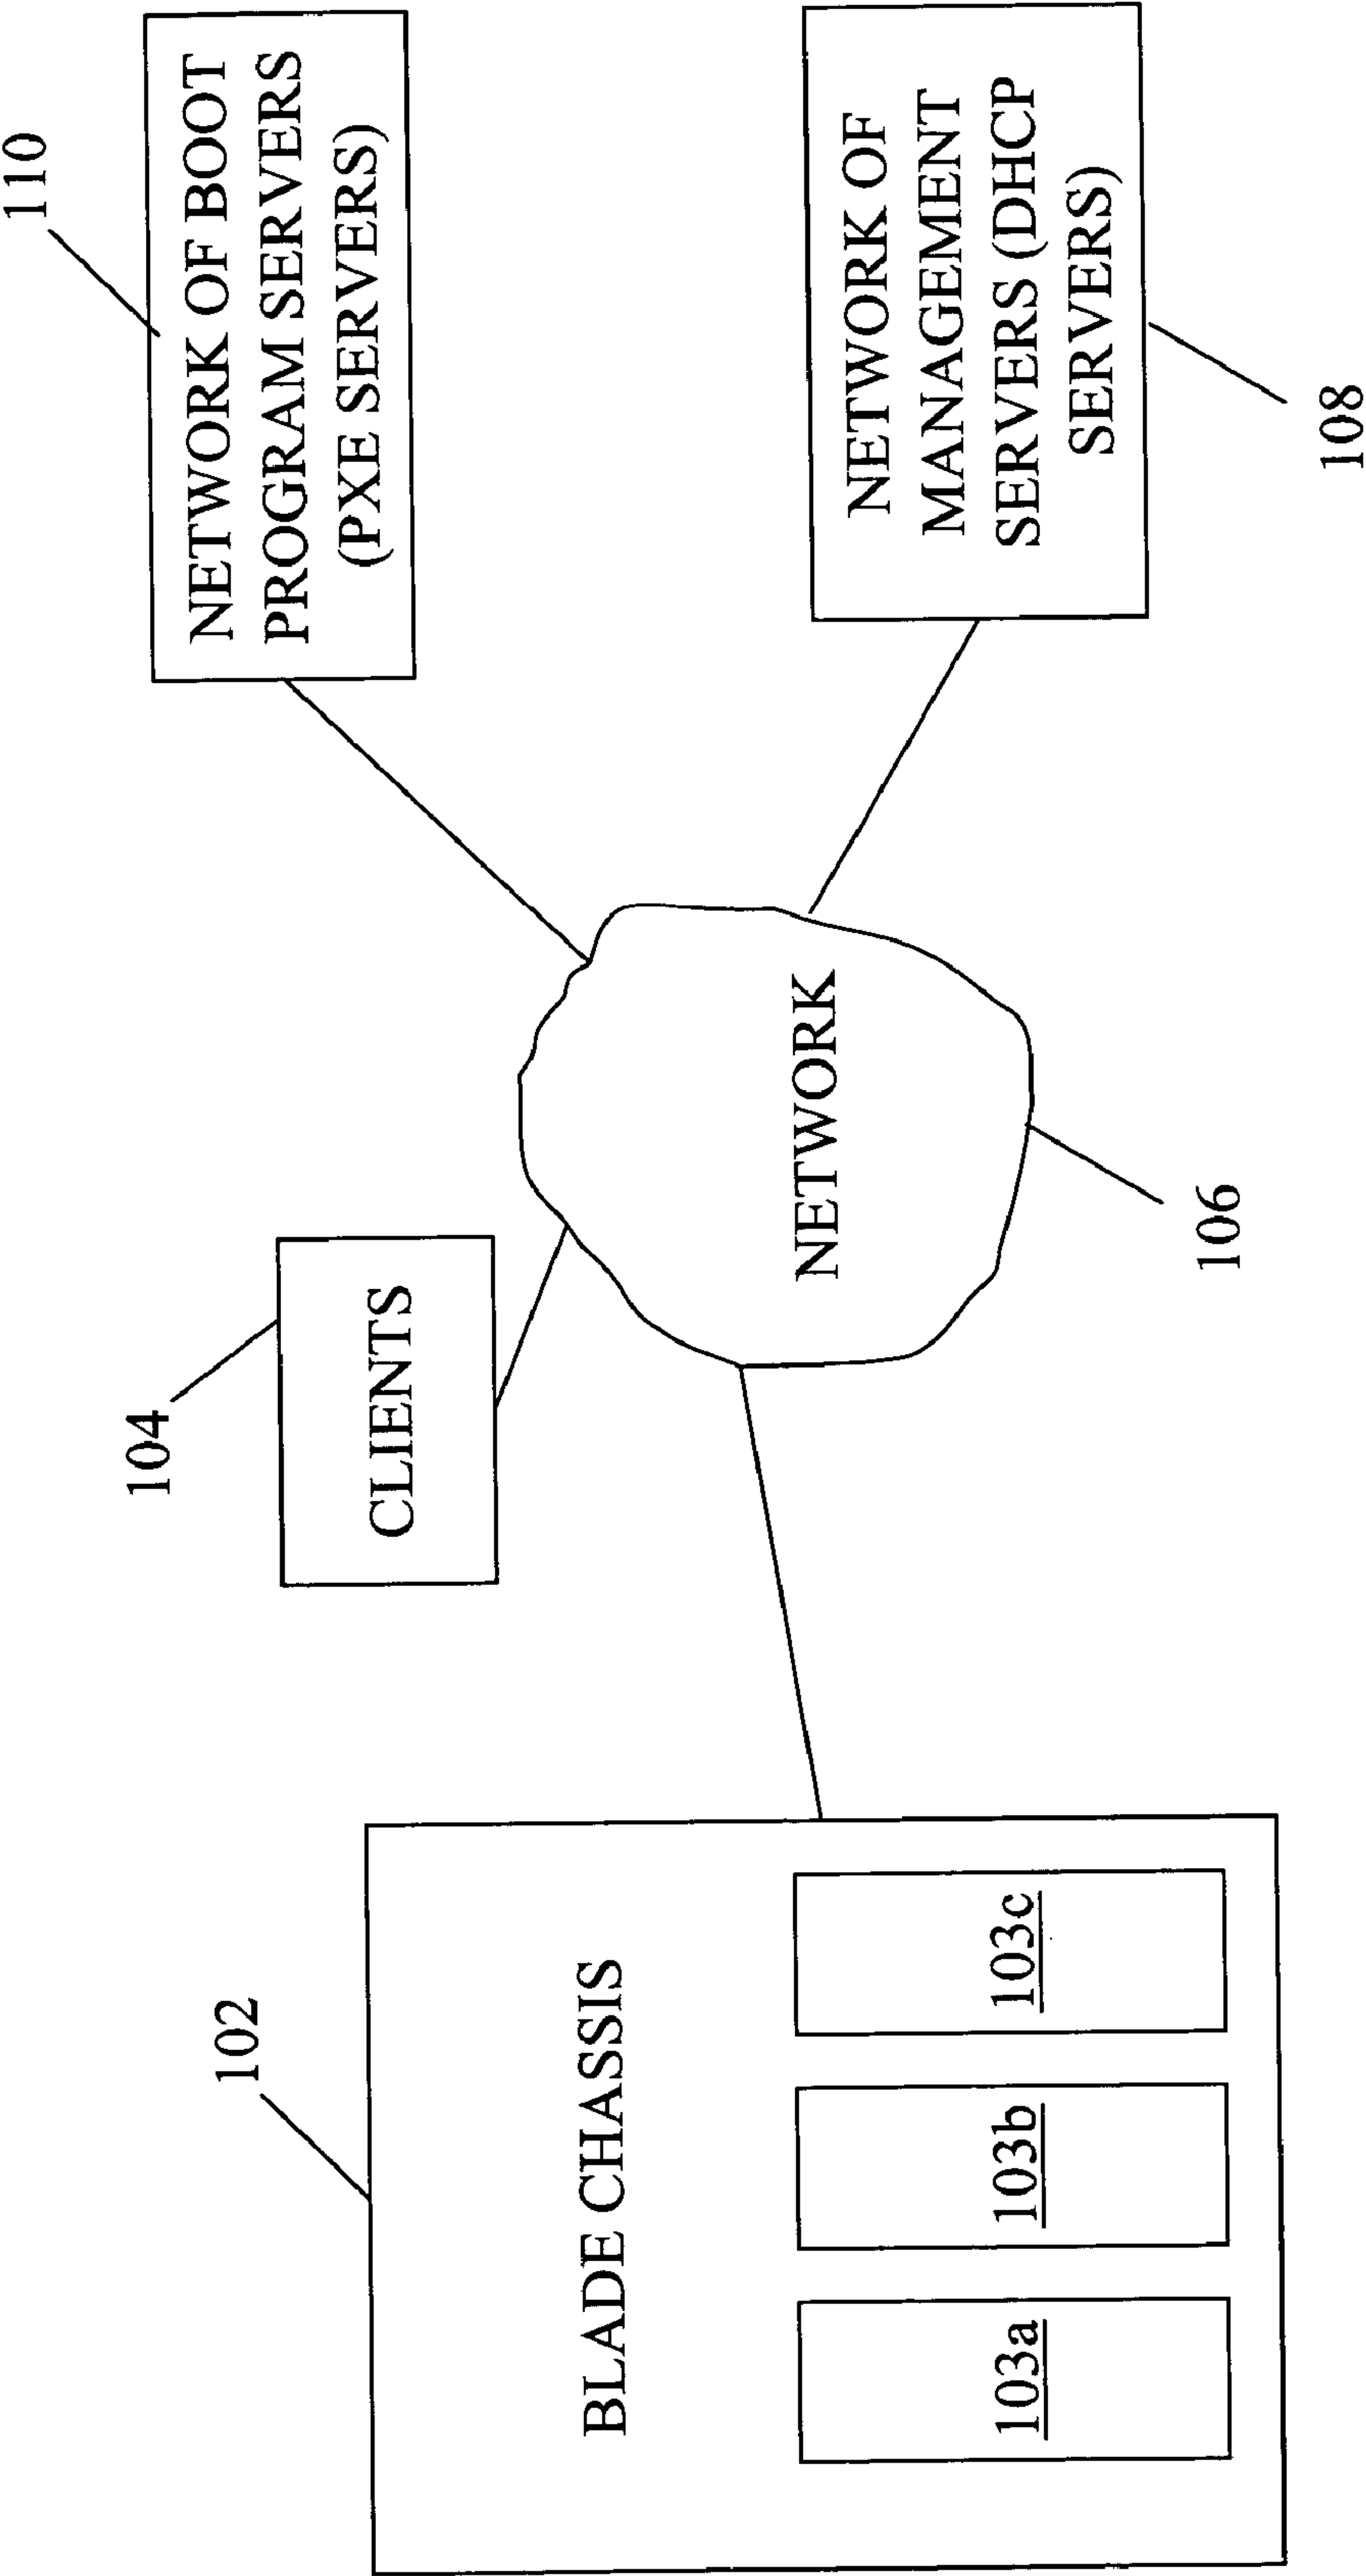 102
BLADE CHASSIS
103a
103b
103c
104
CLIENTS
NETWORK
106
110
NETWORK OF BOOT
PROGRAM SERVERS
(PXE SERVERS)
NETWORK OF
MANAGEMENT
SERVERS (DHCP
SERVERS)
108